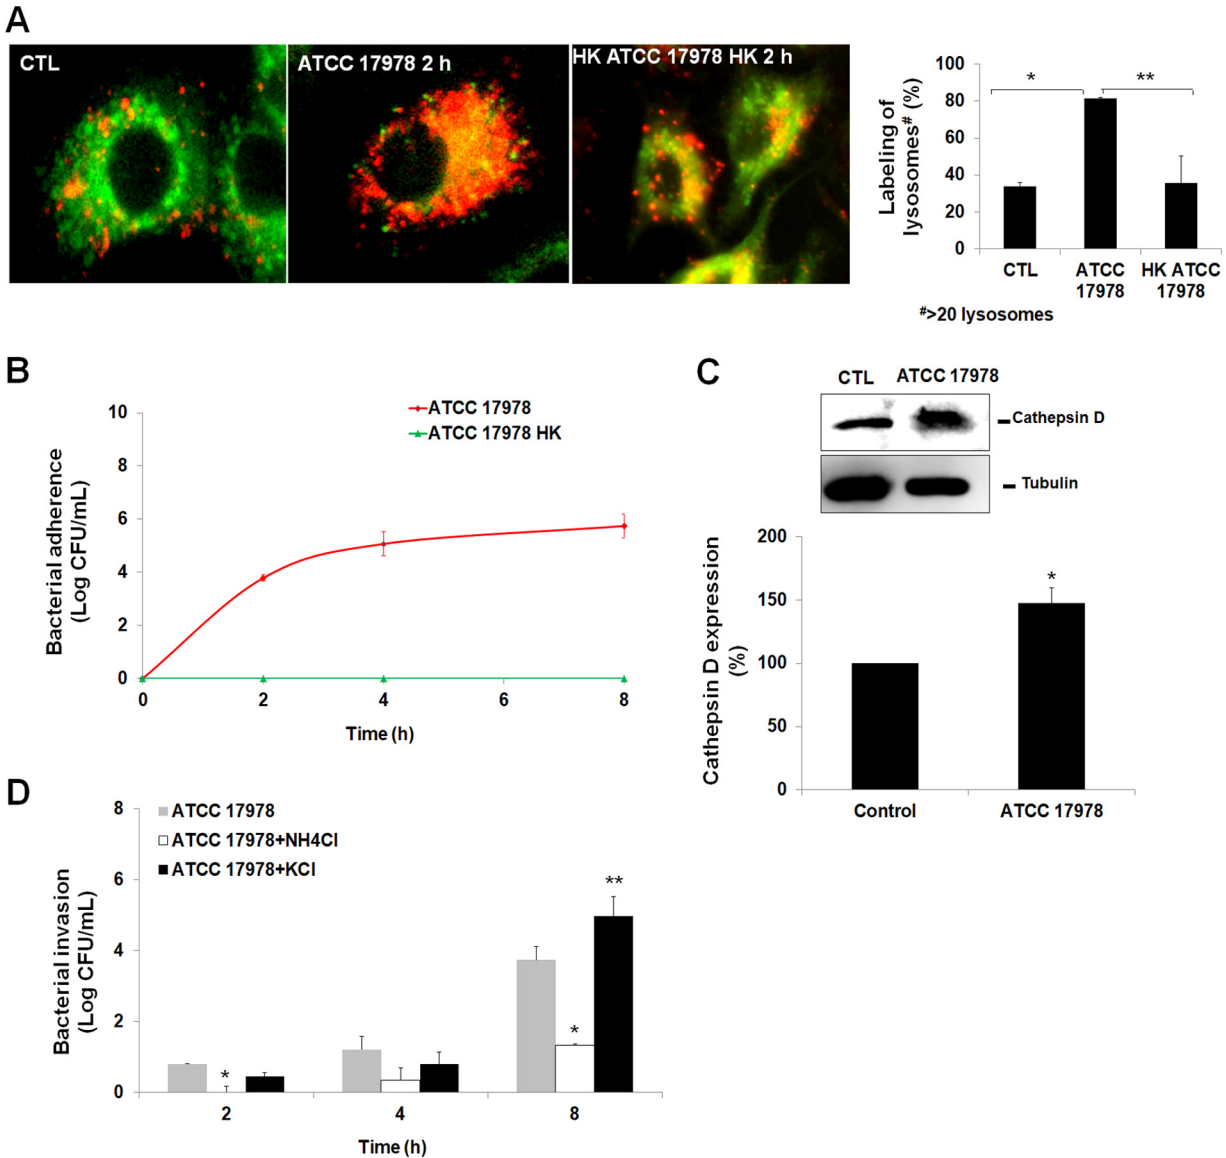 A
CTL
ATCC 17978 2 h
HK ATCC 17978 HK 2 h
Labeling of
lysosomes# (%)
100
80
60
40
20
0
*
**
CTL
ATCC
17978
HK ATCC
17978
#>20 lysosomes
B
Bacterial adherence
(Log CFU/mL)
10
8
6
4
2
0
ATCC 17978
ATCC 17978 HK
0
2
4
6
8
Time (h)
C
CTL
ATCC 17978
Cathepsin D
Tubulin
Cathepsin D expression
(%)
200
150
100
50
0
*
Control
ATCC 17978
D
Bacterial invasion
(Log CFU/mL)
8
6
4
2
0
ATCC 17978
ATCC 17978+NH4Cl
ATCC 17978+KCl
*
*
**
2
4
8
Time (h)